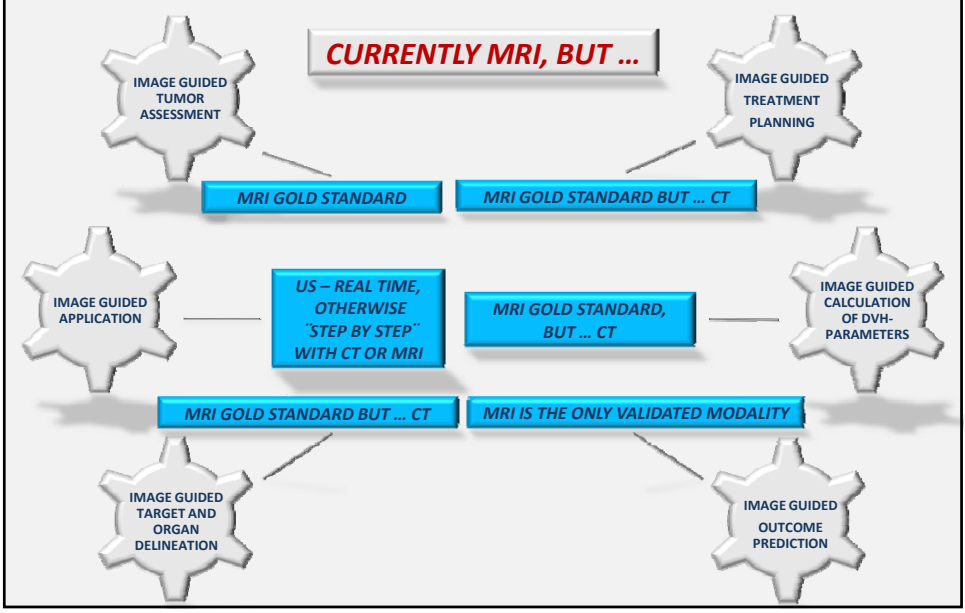 CURRENTLY MRI, BUT …
IMAGE GUIDED
TUMOR
ASSESSMENT
IMAGE GUIDED
TREATMENT
PLANNING
MRI GOLD STANDARD
MRI GOLD STANDARD BUT … CT
IMAGE GUIDED
APPLICATION
US – REAL TIME,
OTHERWISE
¨STEP BY STEP¨
WITH CT OR MRI
MRI GOLD STANDARD,
BUT … CT
IMAGE GUIDED
CALCULATION
OF DVH-
PARAMETERS
MRI GOLD STANDARD BUT … CT
MRI IS THE ONLY VALIDATED MODALITY
IMAGE GUIDED
TARGET AND
ORGAN
DELINEATION
IMAGE GUIDED
OUTCOME
PREDICTION